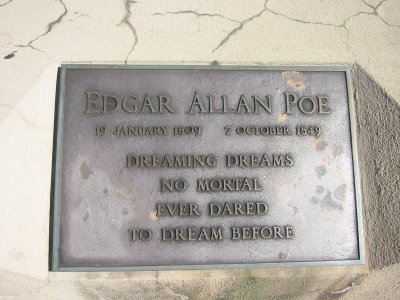 EDGAR ALLAN POE
19 JANUARY 1809 7 OCTOBER 1849
DREAMING DREAMS
NO MORTAL
EVER DARED
TO DREAM BEFORE